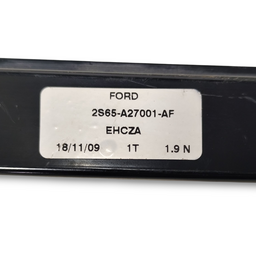 FORD
2S65-A27001-AF
EHCZA
18/11/09 1T 1.9 N